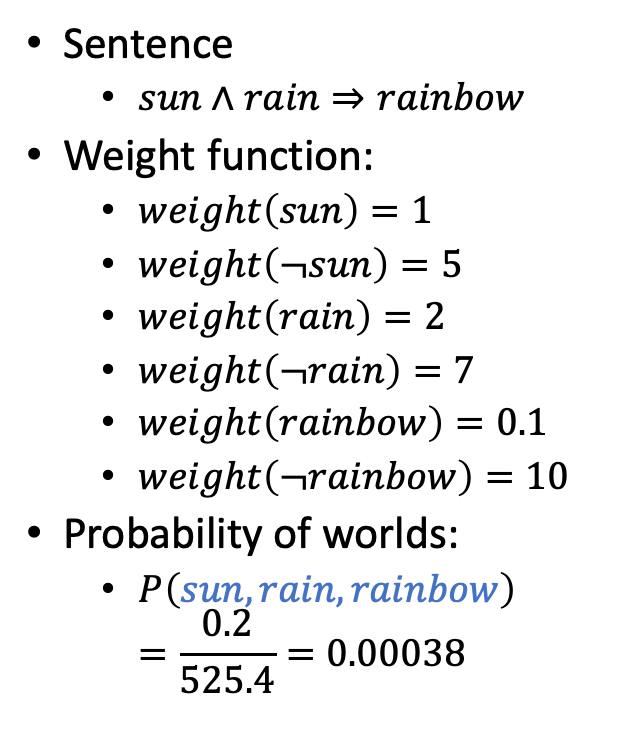 • Sentence
• sun ∧ rain ⇒ rainbow
• Weight function:
• weight(sun) = 1
• weight(¬sun) = 5
• weight(rain) = 2
• weight(¬rain) = 7
• weight(rainbow) = 0.1
• weight(¬rainbow) = 10
• Probability of worlds:
• P(sun, rain, rainbow)
= 0.2 / 525.4 = 0.00038